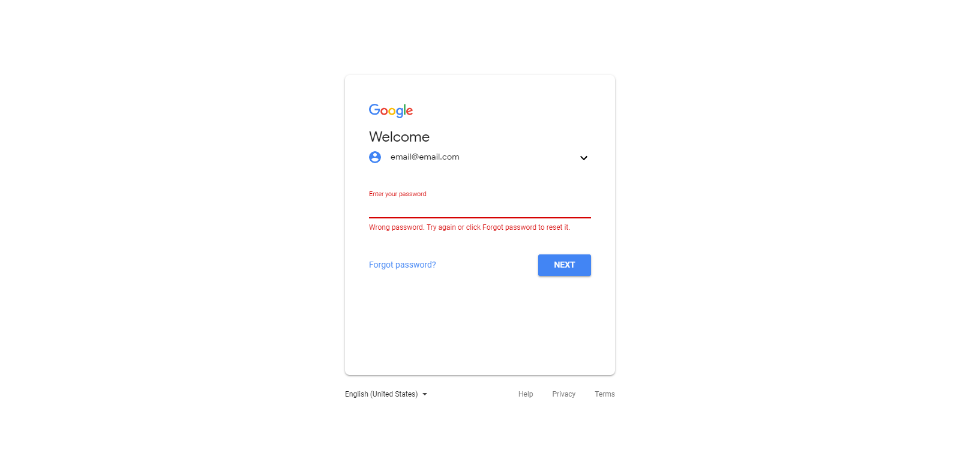 Google
Welcome
email@email.com
Enter your password
Wrong password. Try again or click Forgot password to reset it.
Forgot password?
NEXT
English (United States)
Help
Privacy
Terms